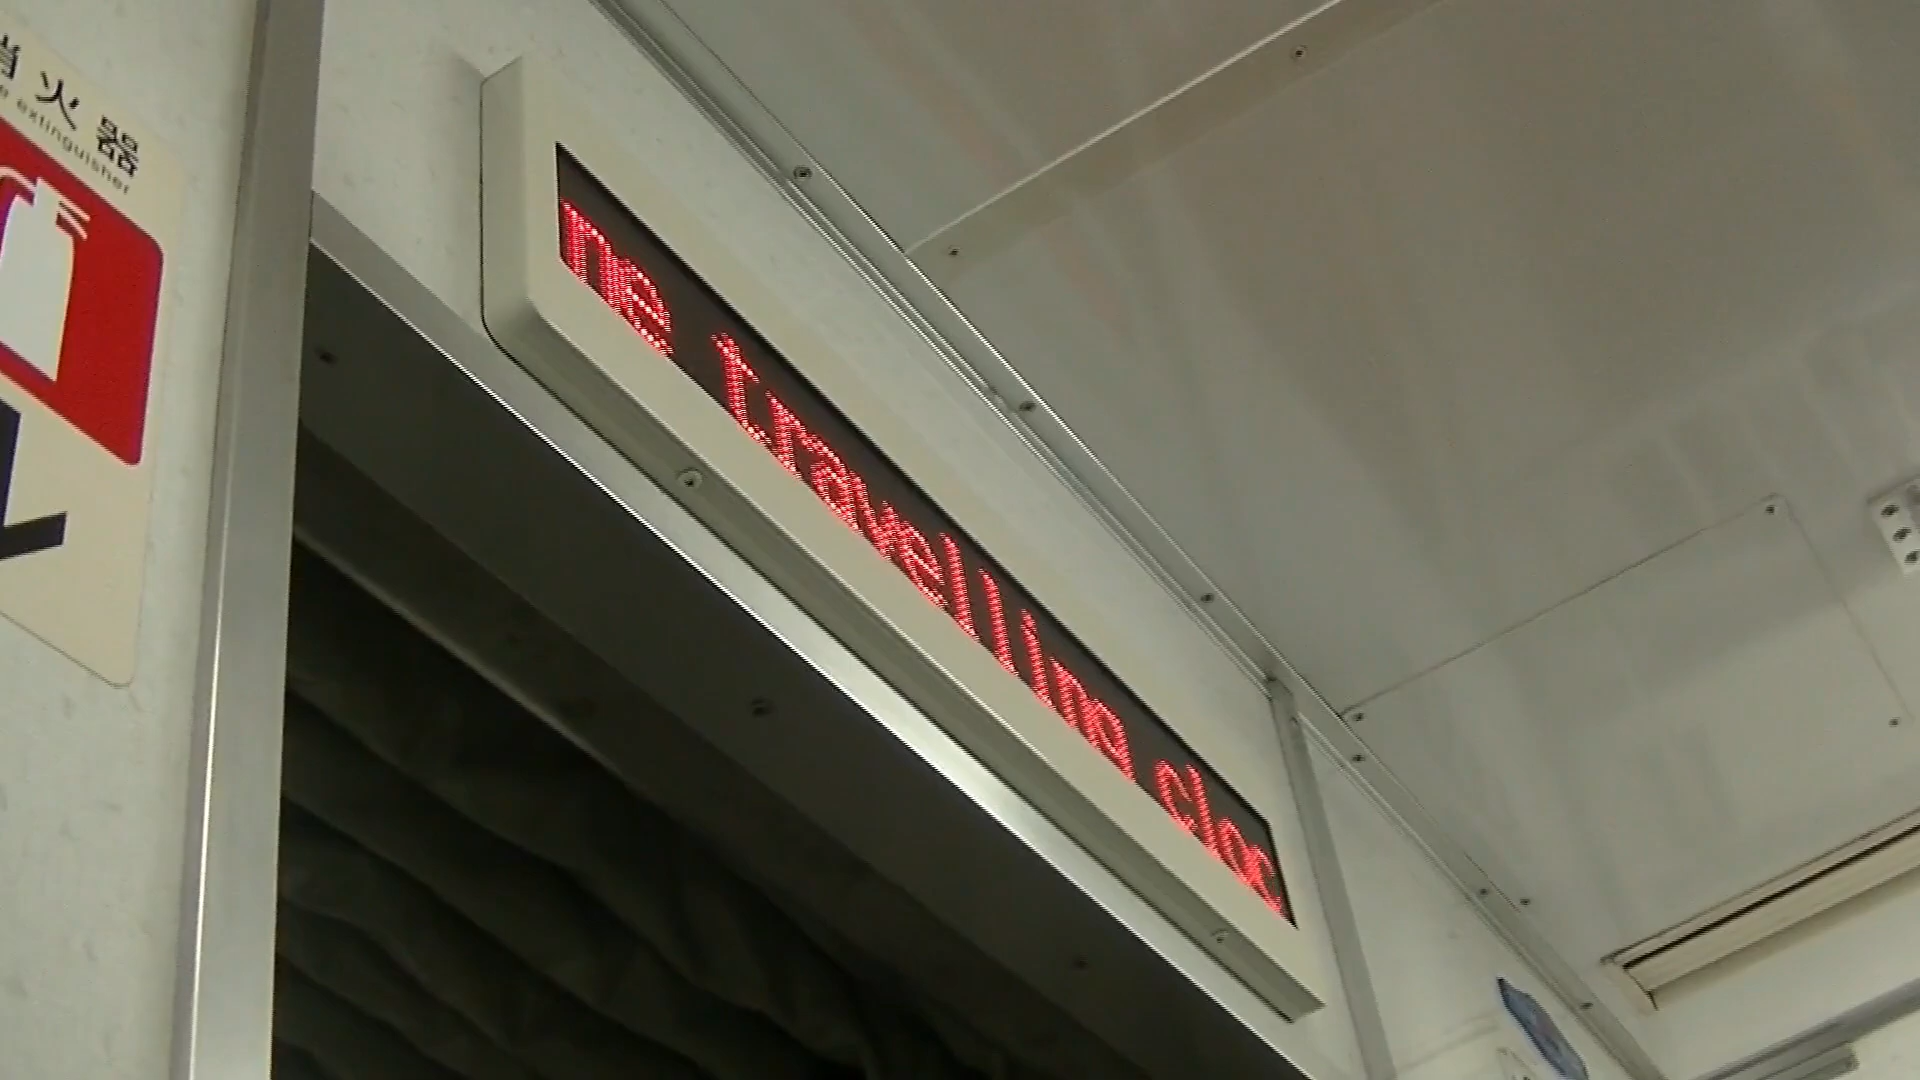 消火器
extinguisher
ne travelling cloc